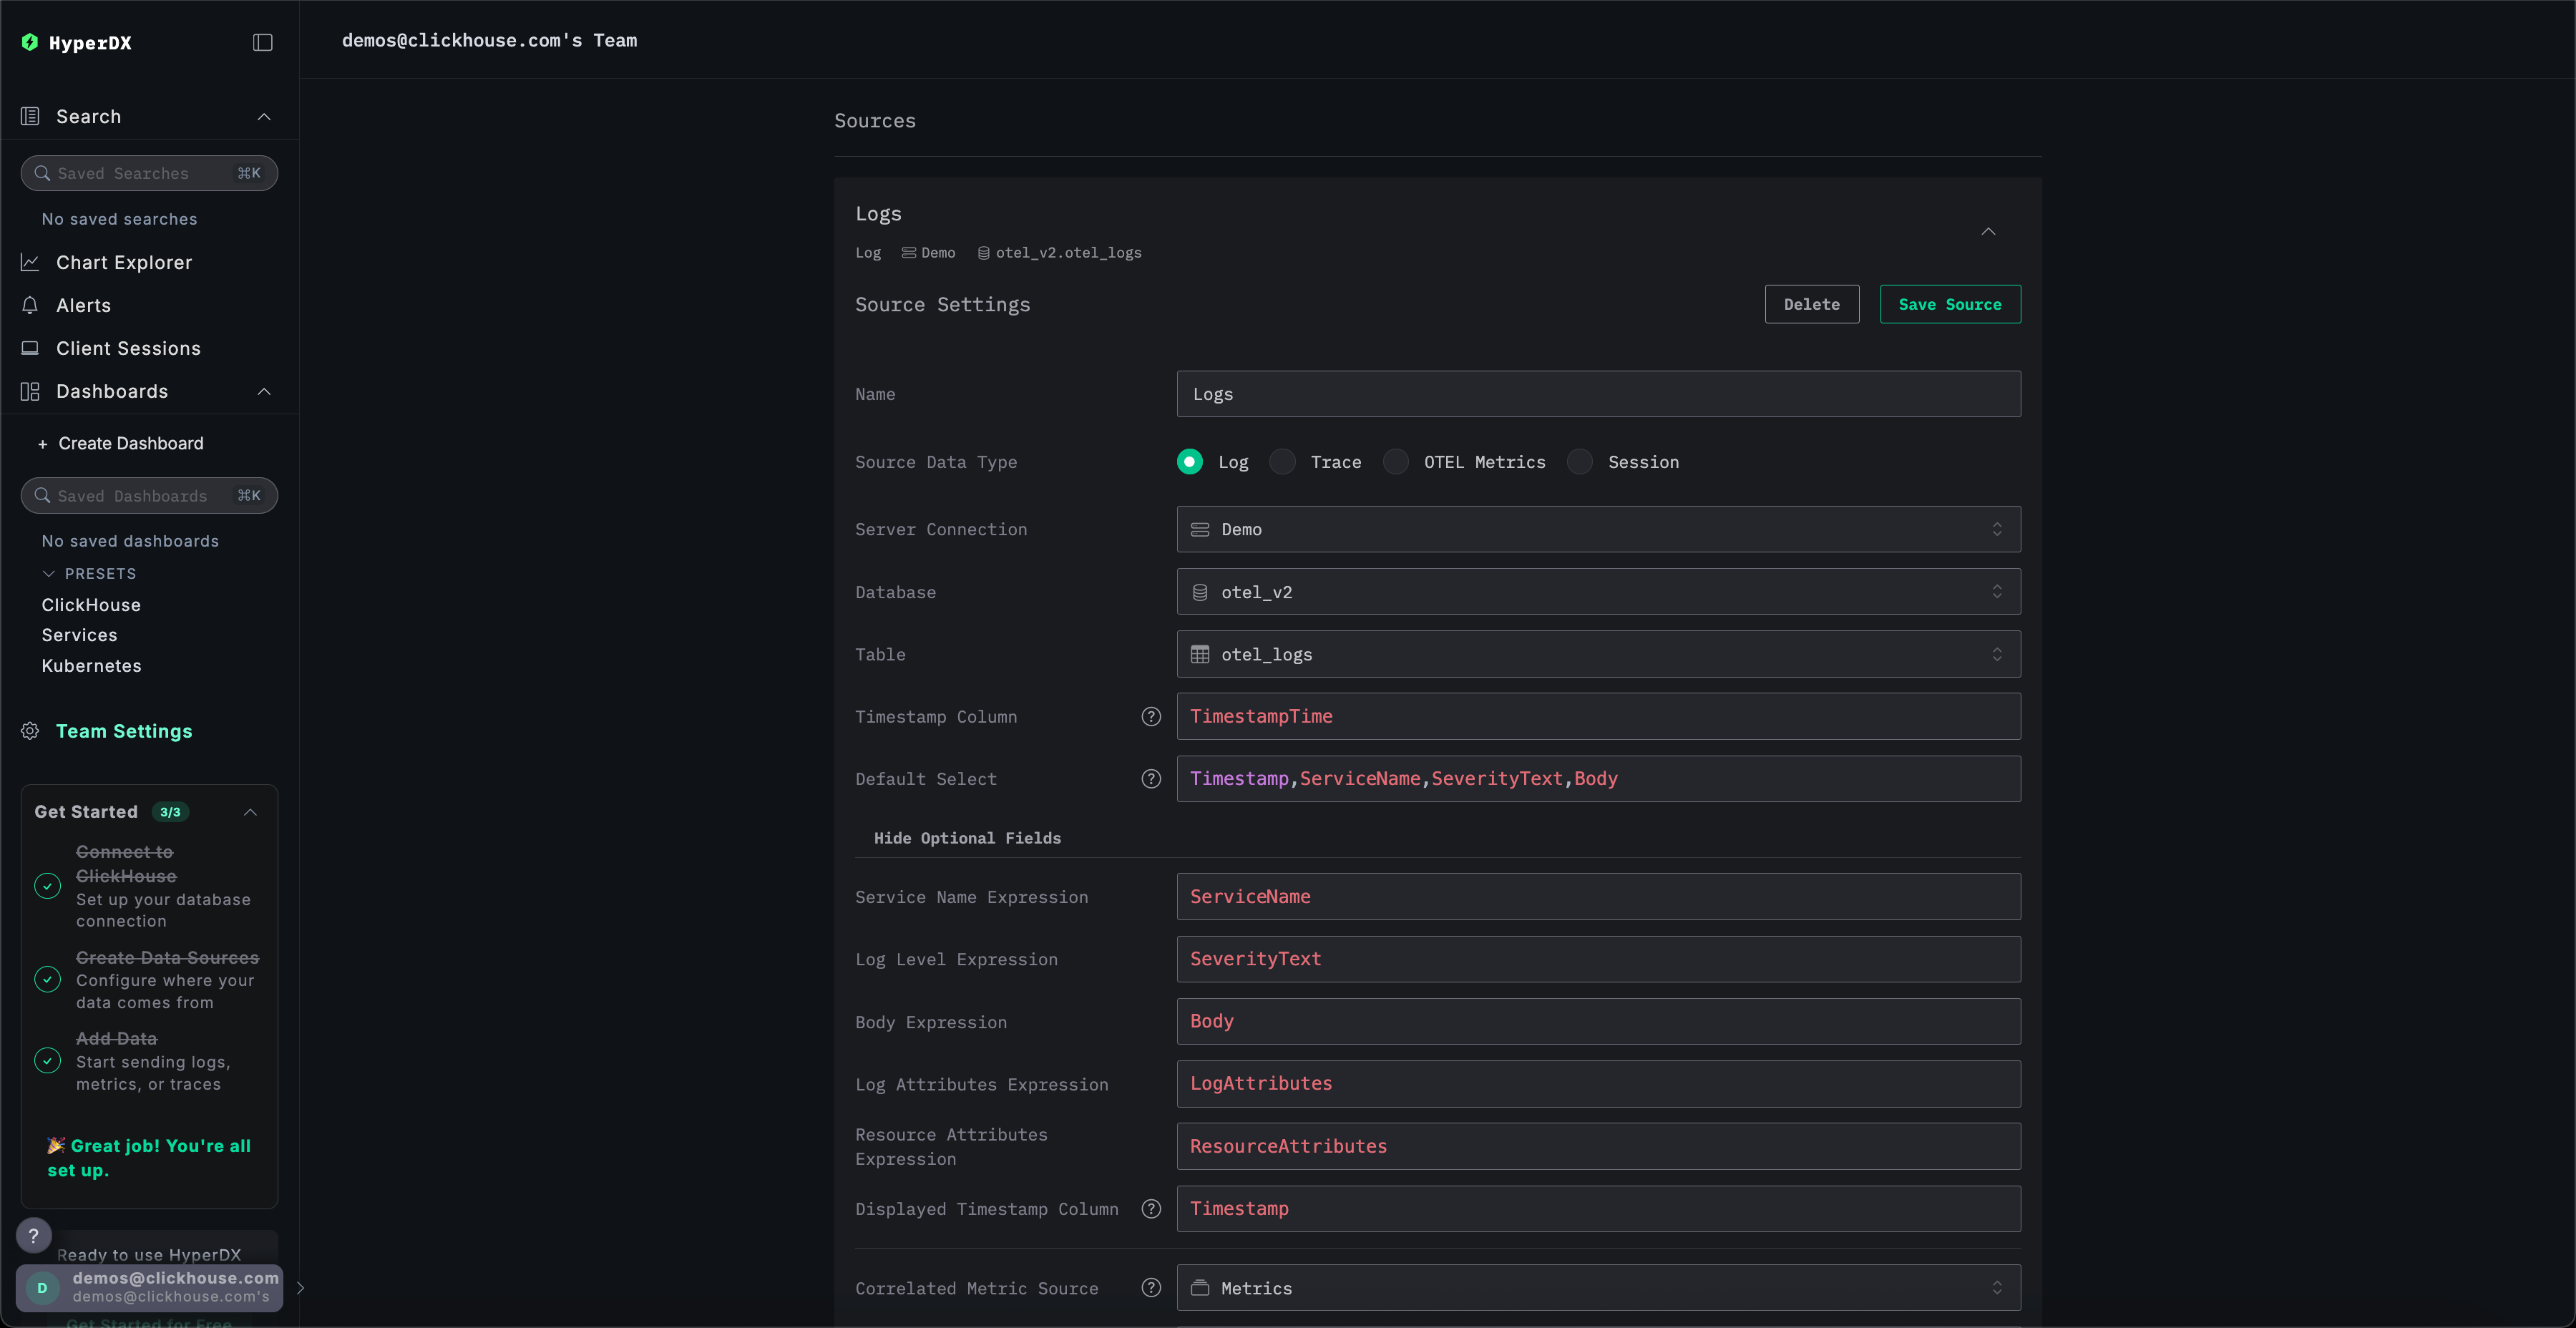 HyperDX
demos@clickhouse.com's Team
Search
Saved Searches ⌘K
No saved searches
Chart Explorer
Alerts
Client Sessions
Dashboards
+ Create Dashboard
Saved Dashboards ⌘K
No saved dashboards
PRESETS
ClickHouse
Services
Kubernetes
Team Settings
Get Started 3/3
Connect to
ClickHouse
Set up your database
connection
Create Data Sources
Configure where your
data comes from
Add Data
Start sending logs,
metrics, or traces
🎉 Great job! You're all
set up.
?
Ready to use HyperDX
D
demos@clickhouse.com
demos@clickhouse.com's
Get Started for Free
Sources
Logs
Log Demo otel_v2.otel_logs
Source Settings
Delete
Save Source
Name
Logs
Source Data Type
Log Trace OTEL Metrics Session
Server Connection
Demo
Database
otel_v2
Table
otel_logs
Timestamp Column ?
TimestampTime
Default Select ?
Timestamp,ServiceName,SeverityText,Body
Hide Optional Fields
Service Name Expression
ServiceName
Log Level Expression
SeverityText
Body Expression
Body
Log Attributes Expression
LogAttributes
Resource Attributes
Expression
ResourceAttributes
Displayed Timestamp Column ?
Timestamp
Correlated Metric Source ?
Metrics